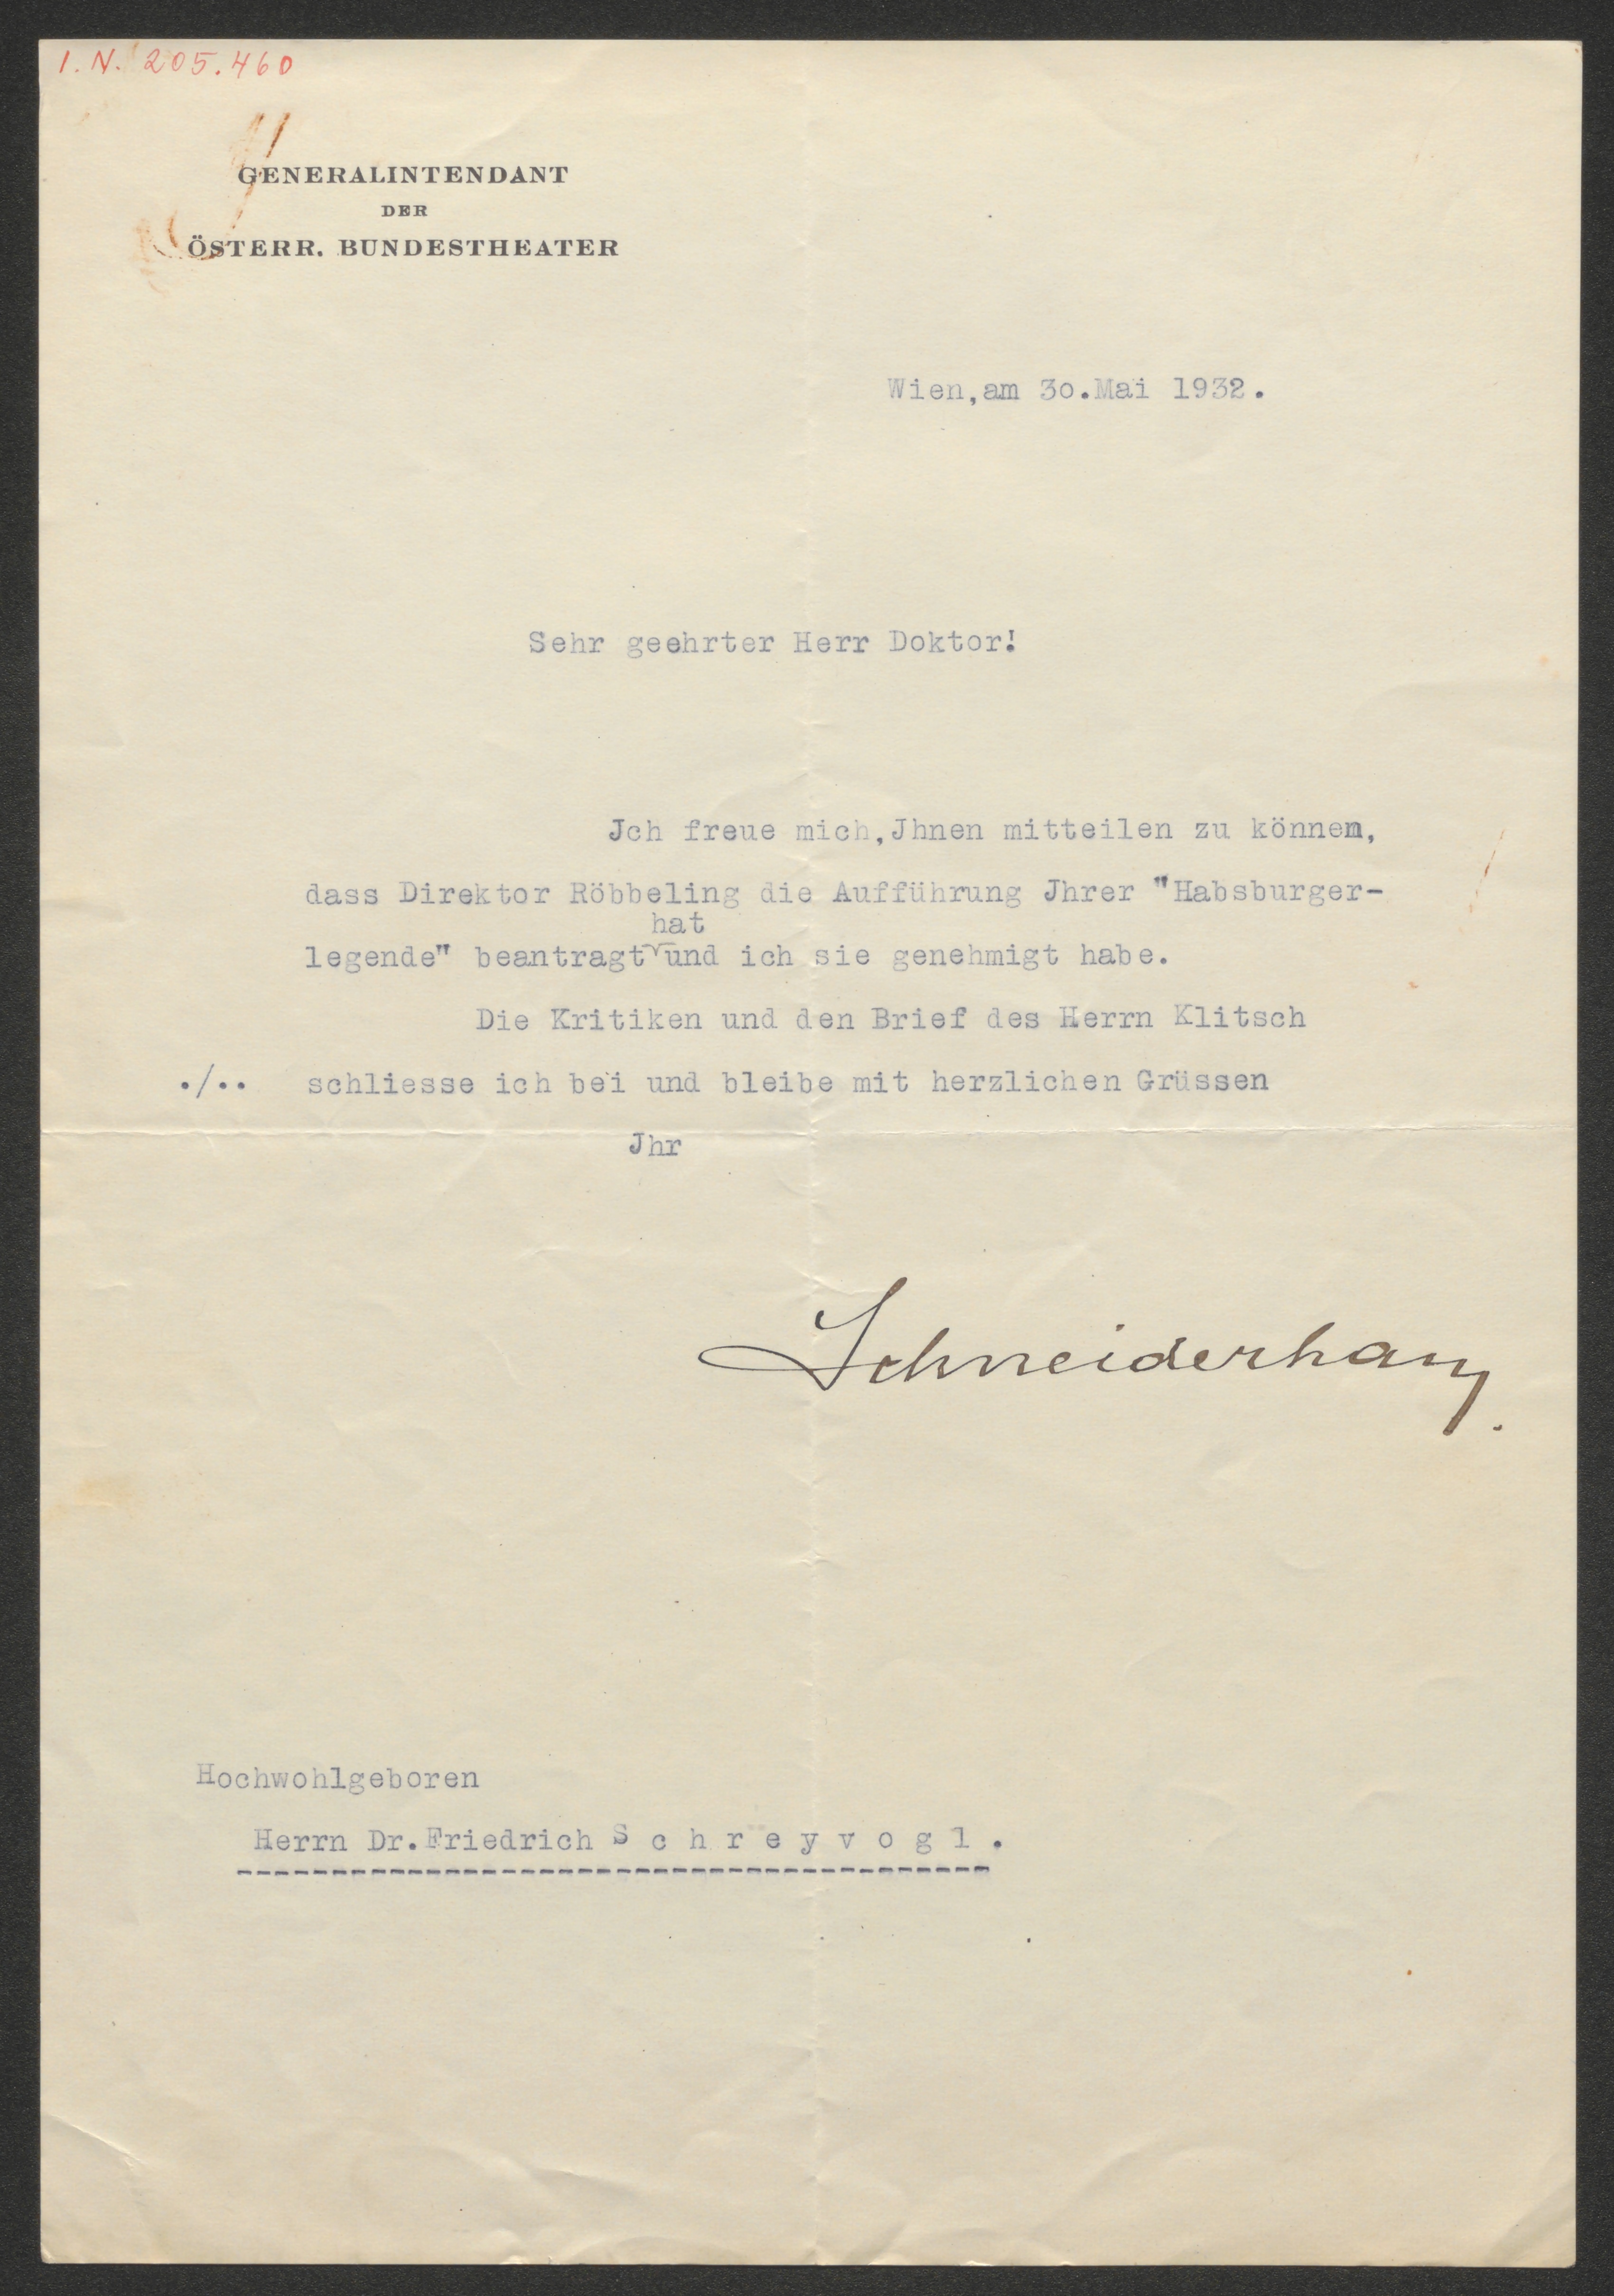 I. N. 205.460
GENERALINTENDANT
DER
ÖSTERR. BUNDESTHEATER
Wien,am 3o.Mai 1932.
Sehr geehrter Herr Doktor!
Jch freue mich,Jhnen mitteilen zu können,
dass Direktor Röbbeling die Aufführung Jhrer "Habsburger-
hat
legende" beantragt und ich sie genehmigt habe.
Die Kritiken und den Brief des Herrn Klitsch
./.. schliesse ich bei und bleibe mit herzlichen Grüssen
Jhr
Schneiderhan
Hochwohlgeboren
Herrn Dr.Friedrich S c h r e y v o g l .